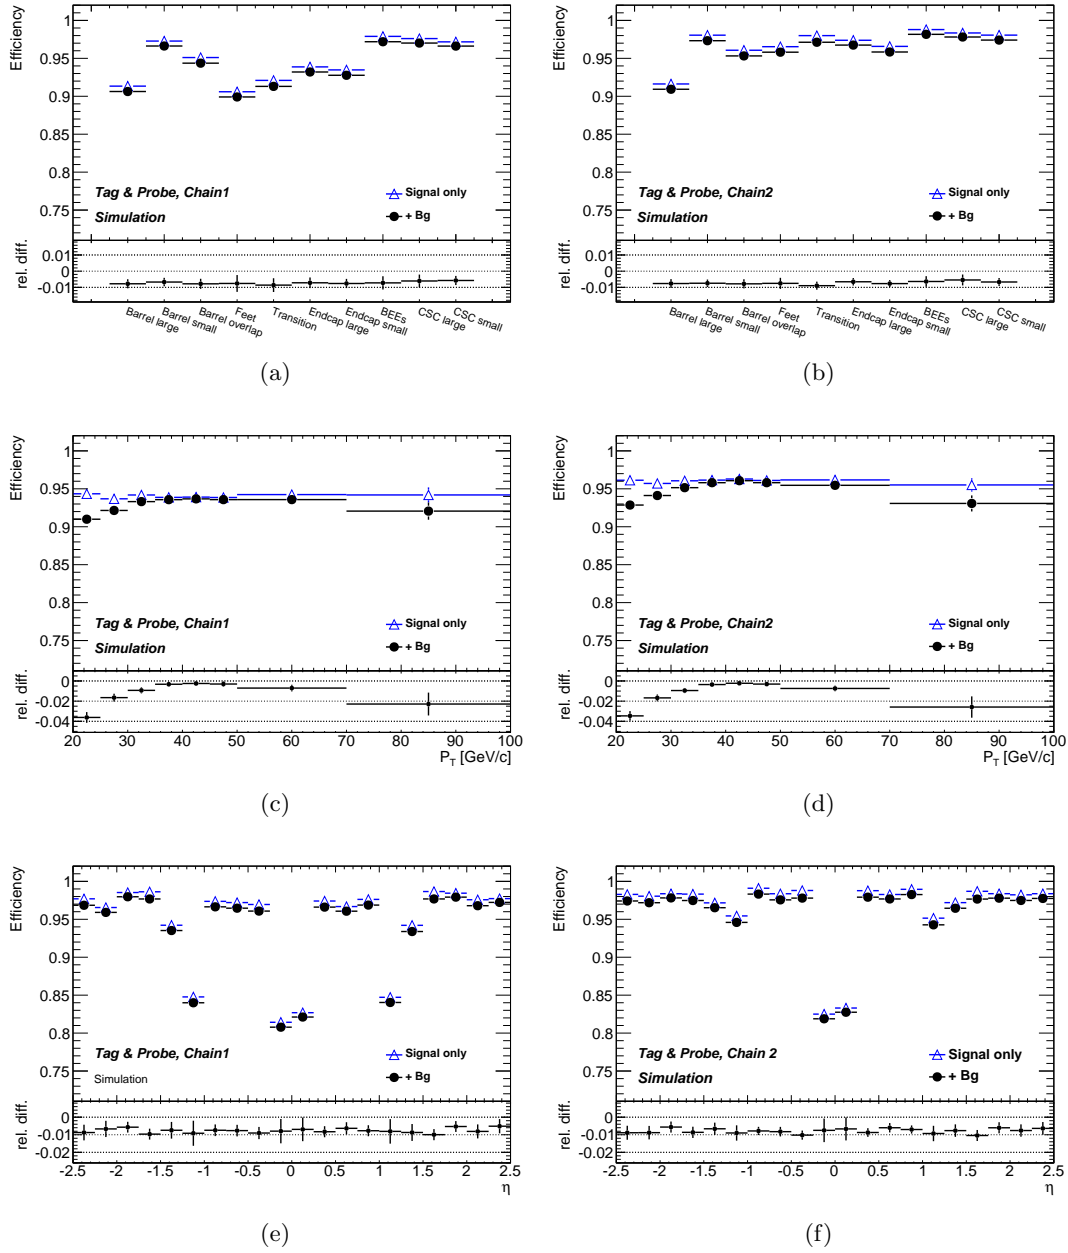 Efficiency
1
0.95
0.9
0.85
0.8
0.75
Tag & Probe, Chain1
Simulation
Signal only
+ Bg
rel. diff.
0.01
0
-0.01
Barrel large
Barrel small
Barrel overlap
Feet
Transition
Endcap large
Endcap small
BEEs
CSC large
CSC small
(a)
Efficiency
1
0.95
0.9
0.85
0.8
0.75
Tag & Probe, Chain2
Simulation
Signal only
+ Bg
rel. diff.
0.01
0
-0.01
Barrel large
Barrel small
Barrel overlap
Feet
Transition
Endcap large
Endcap small
BEEs
CSC large
CSC small
(b)
Efficiency
1
0.95
0.9
0.85
0.8
0.75
Tag & Probe, Chain1
Simulation
Signal only
+ Bg
rel. diff.
0
-0.02
-0.04
20 30 40 50 60 70 80 90 100
P_T [GeV/c]
(c)
Efficiency
1
0.95
0.9
0.85
0.8
0.75
Tag & Probe, Chain2
Simulation
Signal only
+ Bg
rel. diff.
0
-0.02
-0.04
20 30 40 50 60 70 80 90 100
P_T [GeV/c]
(d)
Efficiency
1
0.95
0.9
0.85
0.8
0.75
Tag & Probe, Chain1
Simulation
Signal only
+ Bg
rel. diff.
0
-0.01
-0.02
-2.5 -2 -1.5 -1 -0.5 0 0.5 1 1.5 2 2.5
η
(e)
Efficiency
1
0.95
0.9
0.85
0.8
0.75
Tag & Probe, Chain 2
Simulation
Signal only
+ Bg
rel. diff.
0
-0.01
-0.02
-2.5 -2 -1.5 -1 -0.5 0 0.5 1 1.5 2 2.5
η
(f)